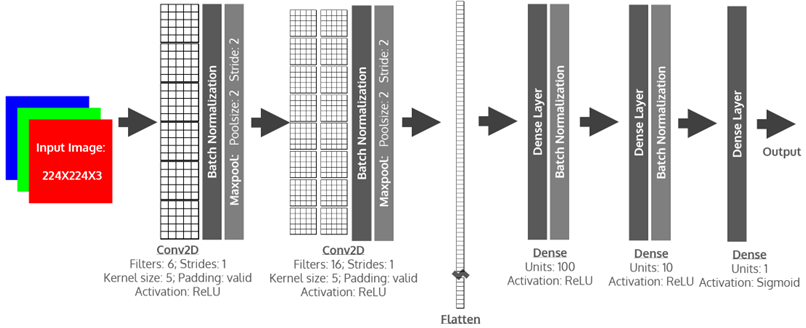 Input Image:
224X224X3
Batch Normalization
Maxpool: Poolsize: 2 Stride: 2
Conv2D
Filters: 6; Strides: 1
Kernel size: 5; Padding: valid
Activation: ReLU
Batch Normalization
Maxpool: Poolsize: 2 Stride: 2
Conv2D
Filters: 16; Strides: 1
Kernel size: 5; Padding: valid
Activation: ReLU
Flatten
Dense Layer
Batch Normalization
Dense
Units: 100
Activation: ReLU
Dense Layer
Batch Normalization
Dense
Units: 10
Activation: ReLU
Dense Layer
Dense
Units: 1
Activation: Sigmoid
Output